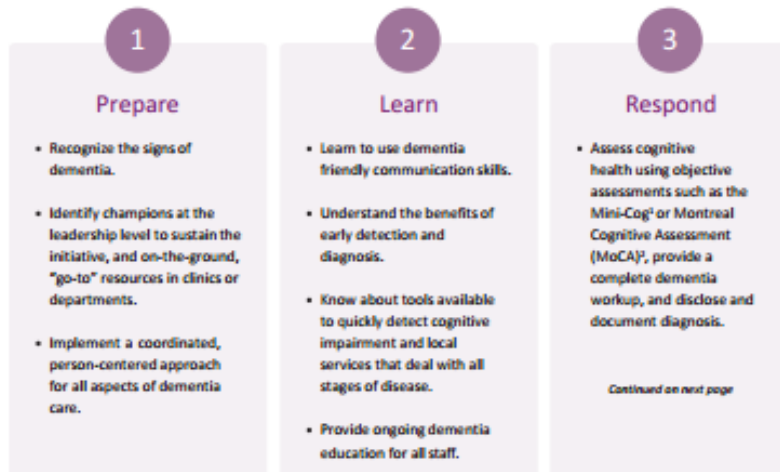 1
Prepare
• Recognize the signs of
dementia.
• Identify champions at the
leadership level to sustain the
initiative, and on-the-ground,
"go-to" resources in clinics or
departments.
• Implement a coordinated,
person-centered approach
for all aspects of dementia
care.
2
Learn
• Learn to use dementia
friendly communication skills.
• Understand the benefits of
early detection and
diagnosis.
• Know about tools available
to quickly detect cognitive
impairment and local
services that deal with all
stages of disease.
• Provide ongoing dementia
education for all staff.
3
Respond
• Assess cognitive
health using objective
assessments such as the
Mini-Cog¹ or Montreal
Cognitive Assessment
(MoCA)², provide a
complete dementia
workup, and disclose and
document diagnosis.
Continued on next page